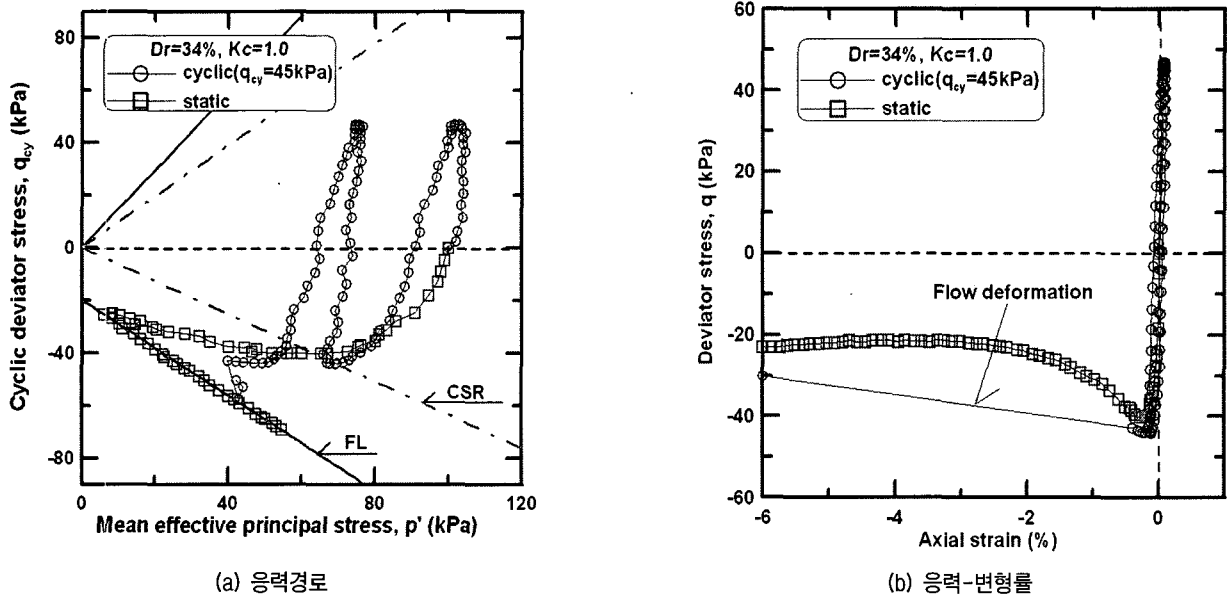 80
40
0
-40
-80
0
40
80
120
Cyclic deviator stress, q_cy (kPa)
Mean effective principal stress, p' (kPa)
Dr=34%, Kc=1.0
cyclic(q_cy=45kPa)
static
CSR
FL
(a) 응력경로
60
40
20
0
-20
-40
-60
-6
-4
-2
0
Deviator stress, q (kPa)
Axial strain (%)
Dr=34%, Kc=1.0
cyclic(q_cy=45kPa)
static
Flow deformation
(b) 응력-변형률